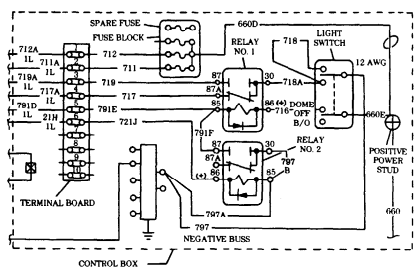 SPARE FUSE
660D
FUSE BLOCK
RELAY
NO. 1
718
LIGHT
SWITCH
712A
1L
1
712
12 AWG
711A
1L
2
711
87
30
719A
1L
3
719
718A
87A
717A
1L
4
717
85
86 (+)
DOME
791D
1L
5
791E
716
OFF
660E
21H
1L
6
721J
B/O
7
791F
87
30
RELAY
NO. 2
POSITIVE
POWER
STUD
8
87A
797
9
86
(+)
85
B
10
TERMINAL BOARD
797A
660
797
NEGATIVE BUSS
CONTROL BOX